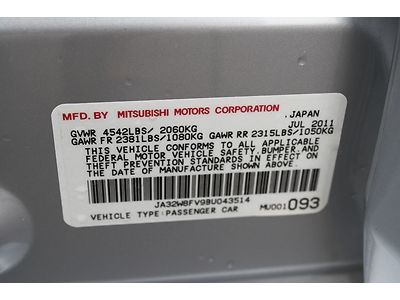 MFD. BY MITSUBISHI MOTORS CORPORATION .JAPAN
GVWR 4542LBS/ 2060KG JUL 2011
GAWR FR 2381LBS/1080KG GAWR RR 2315LBS/1050KG
THIS VEHICLE CONFORMS TO ALL APPLICABLE
FEDERAL MOTOR VEHICLE SAFETY,BUMPER,AND
THEFT PREVENTION STANDARDS IN EFFECT ON
THE DATE OF MANUFACTURE SHOWN ABOVE.
JA32W8FV9BU043514
VEHICLE TYPE:PASSENGER CAR MU001 093